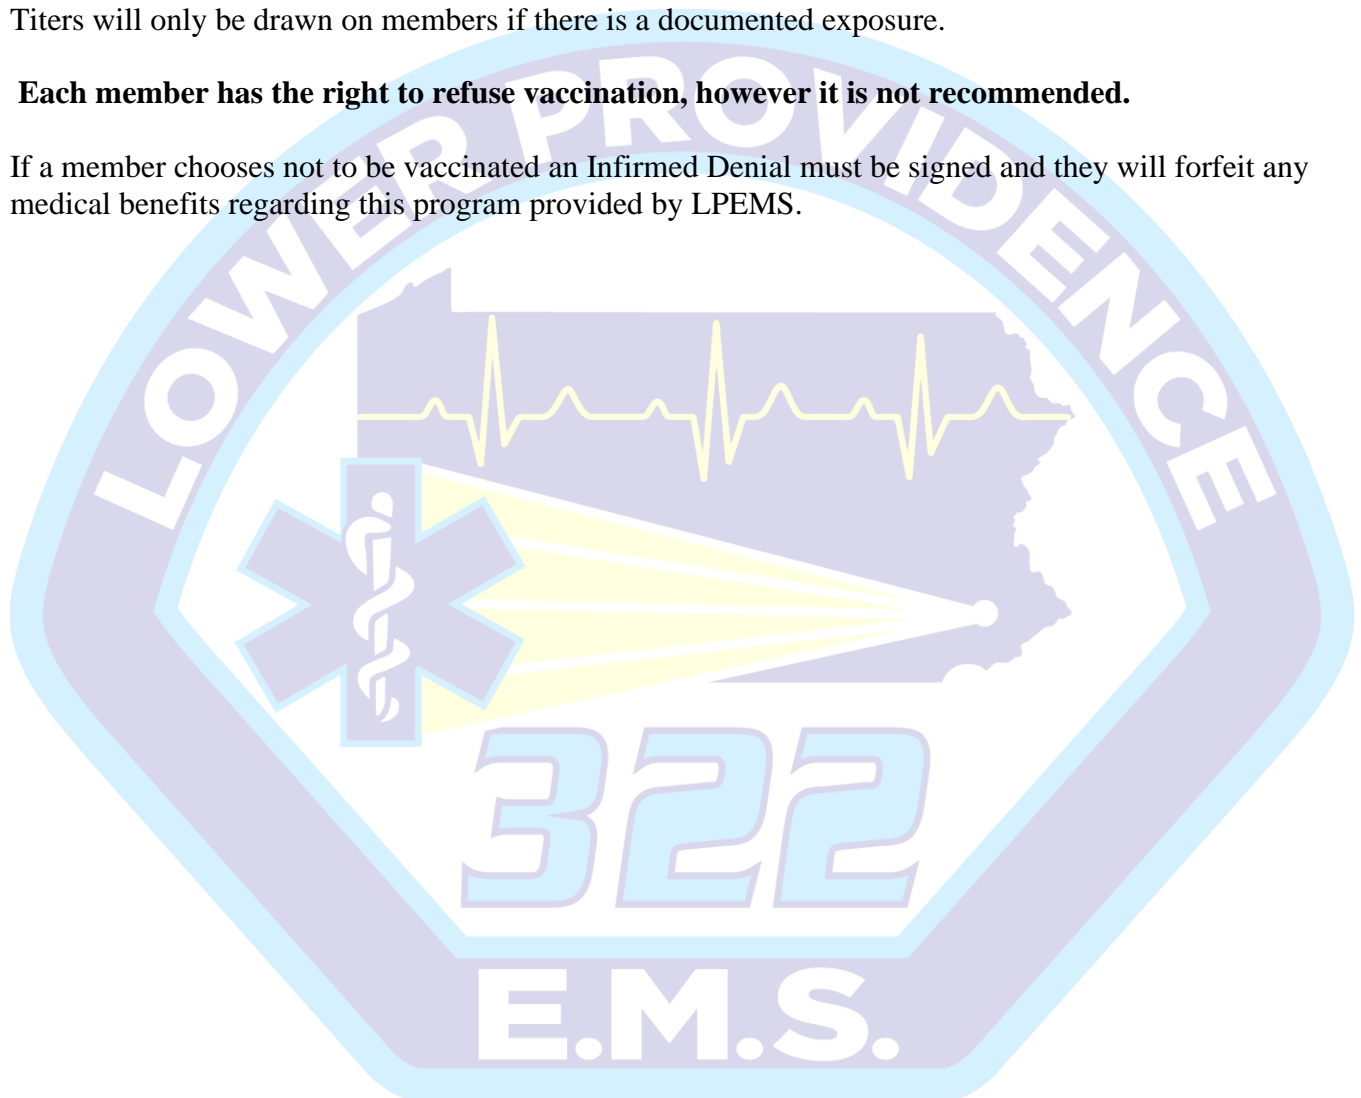 Titers will only be drawn on members if there is a documented exposure.
Each member has the right to refuse vaccination, however it is not recommended.
If a member chooses not to be vaccinated an Infirmed Denial must be signed and they will forfeit any
medical benefits regarding this program provided by LPEMS.
LOWER PROVIDENCE
322
E.M.S.